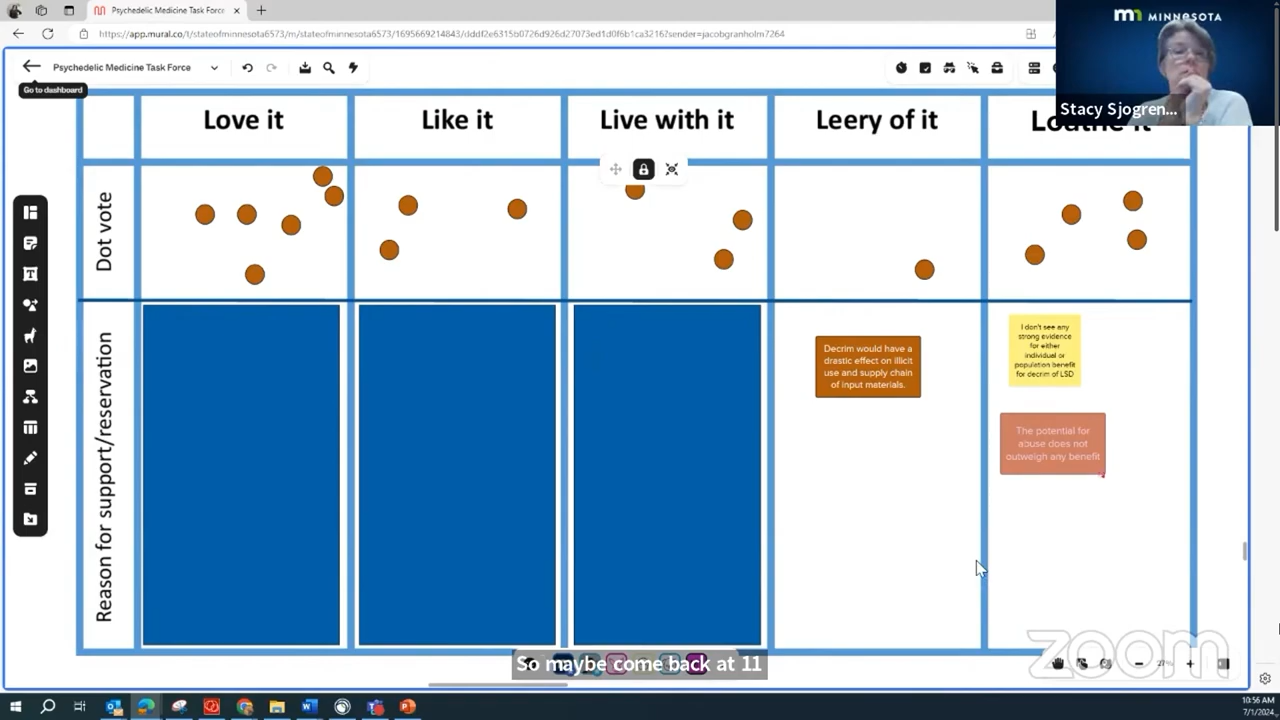 Psychedelic Medicine Task Force
https://app.mural.co/t/stateofminnesota6573/m/stateofminnesota6573/1695669214843/dddf2e6315b0726d926d27073ed1d0f6b1ca3216?sender=jacobgranholm7264
MINNESOTA
Psychedelic Medicine Task Force
Go to dashboard
Stacy Sjogren...
Love it
Like it
Live with it
Leery of it
Loathe it
Dot vote
Reason for support/reservation
Decrim would have a
drastic effect on illicit
use and supply chain
of input materials.
I don't see any
strong evidence
for either
individual or
population benefit
for decrim of LSD
The potential for
abuse does not
outweigh any benefit
So maybe come back at 11
zoom
27%
10:56 AM
7/1/2024